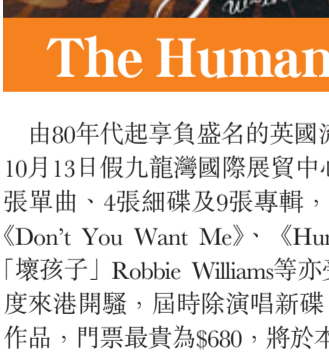 The Human
由80年代起享負盛名的英國
10月13日假九龍灣國際展貿中心
張單曲、4張細碟及9張專輯，
《Don't You Want Me》、《Hum
「壞孩子」Robbie Williams等亦
度來港開騷，屆時除演唱新碟
作品，門票最貴為$680，將於本